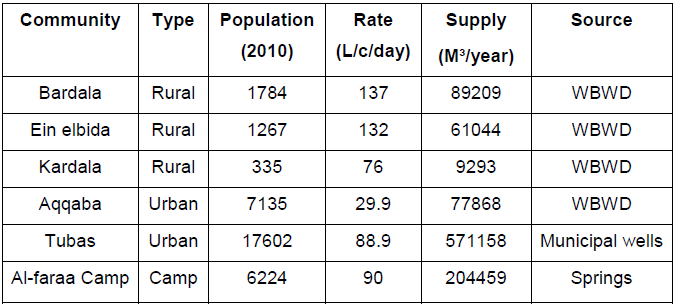 Community Type Population (2010) Rate (L/c/day) Supply (M³/year) Source
Bardala Rural 1784 137 89209 WBWD
Ein elbida Rural 1267 132 61044 WBWD
Kardala Rural 335 76 9293 WBWD
Aqqaba Urban 7135 29.9 77868 WBWD
Tubas Urban 17602 88.9 571158 Municipal wells
Al-faraa Camp Camp 6224 90 204459 Springs